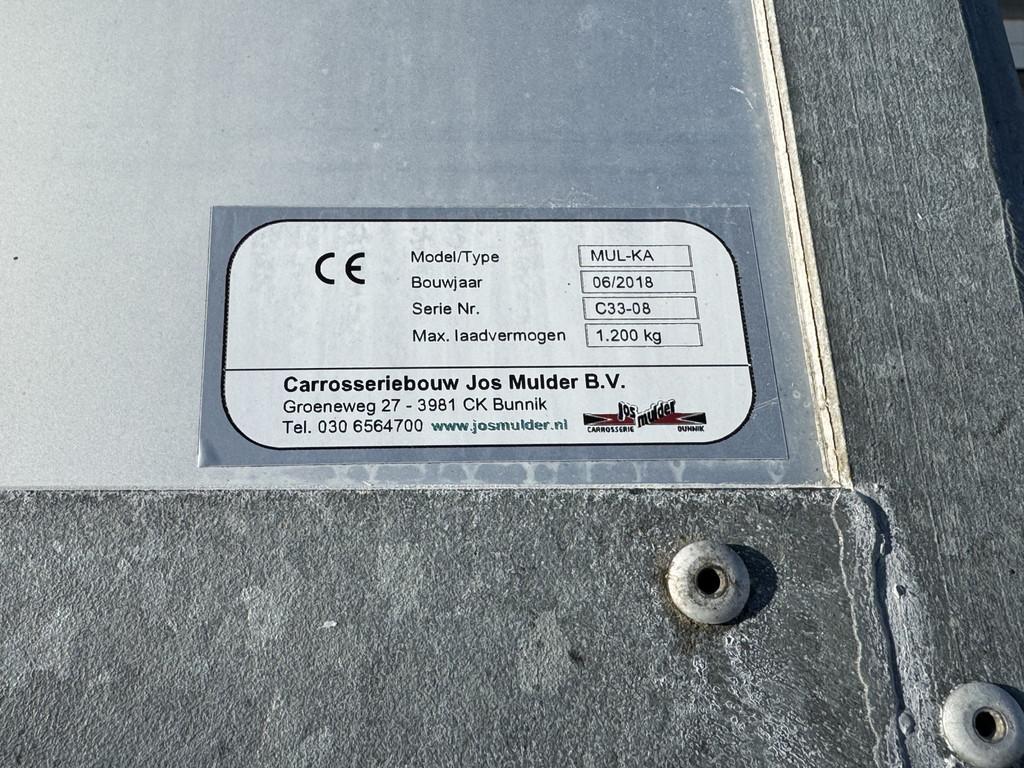 CE
Model/Type MUL-KA
Bouwjaar 06/2018
Serie Nr. C33-08
Max. laadvermogen 1.200 kg
Carrosseriebouw Jos Mulder B.V.
Groeneweg 27 - 3981 CK Bunnik
Tel. 030 6564700 www.josmulder.nl
Jos mulder
CARROSSERIE BUNNIK